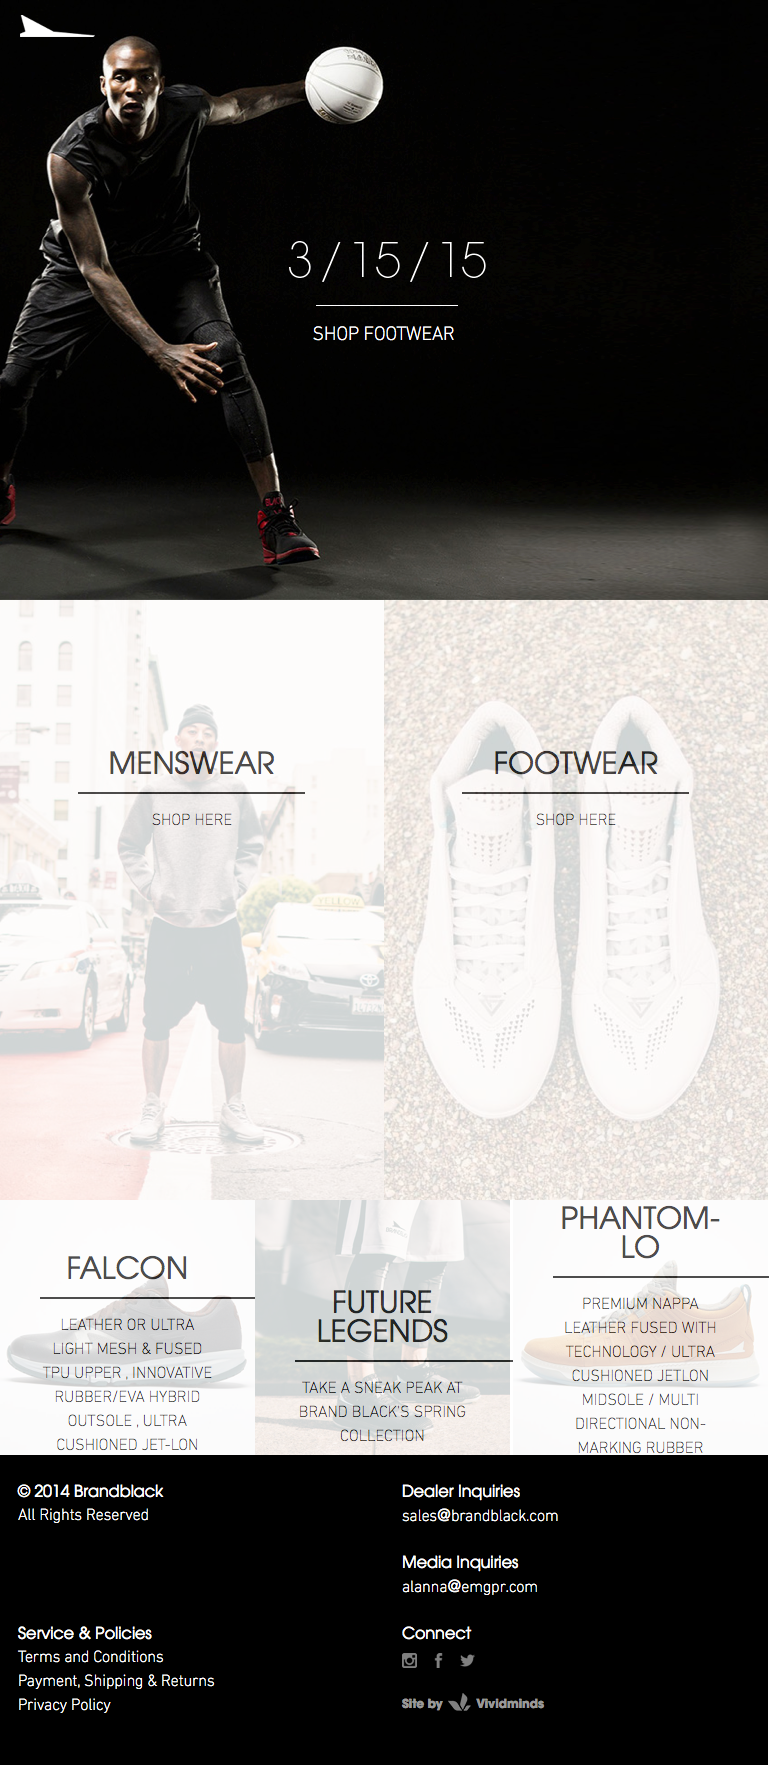 3/15/15
SHOP FOOTWEAR
MENSWEAR
SHOP HERE
FOOTWEAR
SHOP HERE
FALCON
LEATHER OR ULTRA
LIGHT MESH & FUSED
TPU UPPER , INNOVATIVE
RUBBER/EVA HYBRID
OUTSOLE , ULTRA
CUSHIONED JET-LON
FUTURE
LEGENDS
TAKE A SNEAK PEAK AT
BRAND BLACK'S SPRING
COLLECTION
PHANTOM-
LO
PREMIUM NAPPA
LEATHER FUSED WITH
TECHNOLOGY / ULTRA
CUSHIONED JETLON
MIDSOLE / MULTI
DIRECTIONAL NON-
MARKING RUBBER
© 2014 Brandblack
All Rights Reserved
Dealer Inquiries
sales@brandblack.com
Media Inquiries
alanna@emgpr.com
Service & Policies
Terms and Conditions
Payment, Shipping & Returns
Privacy Policy
Connect
Site by Vividminds